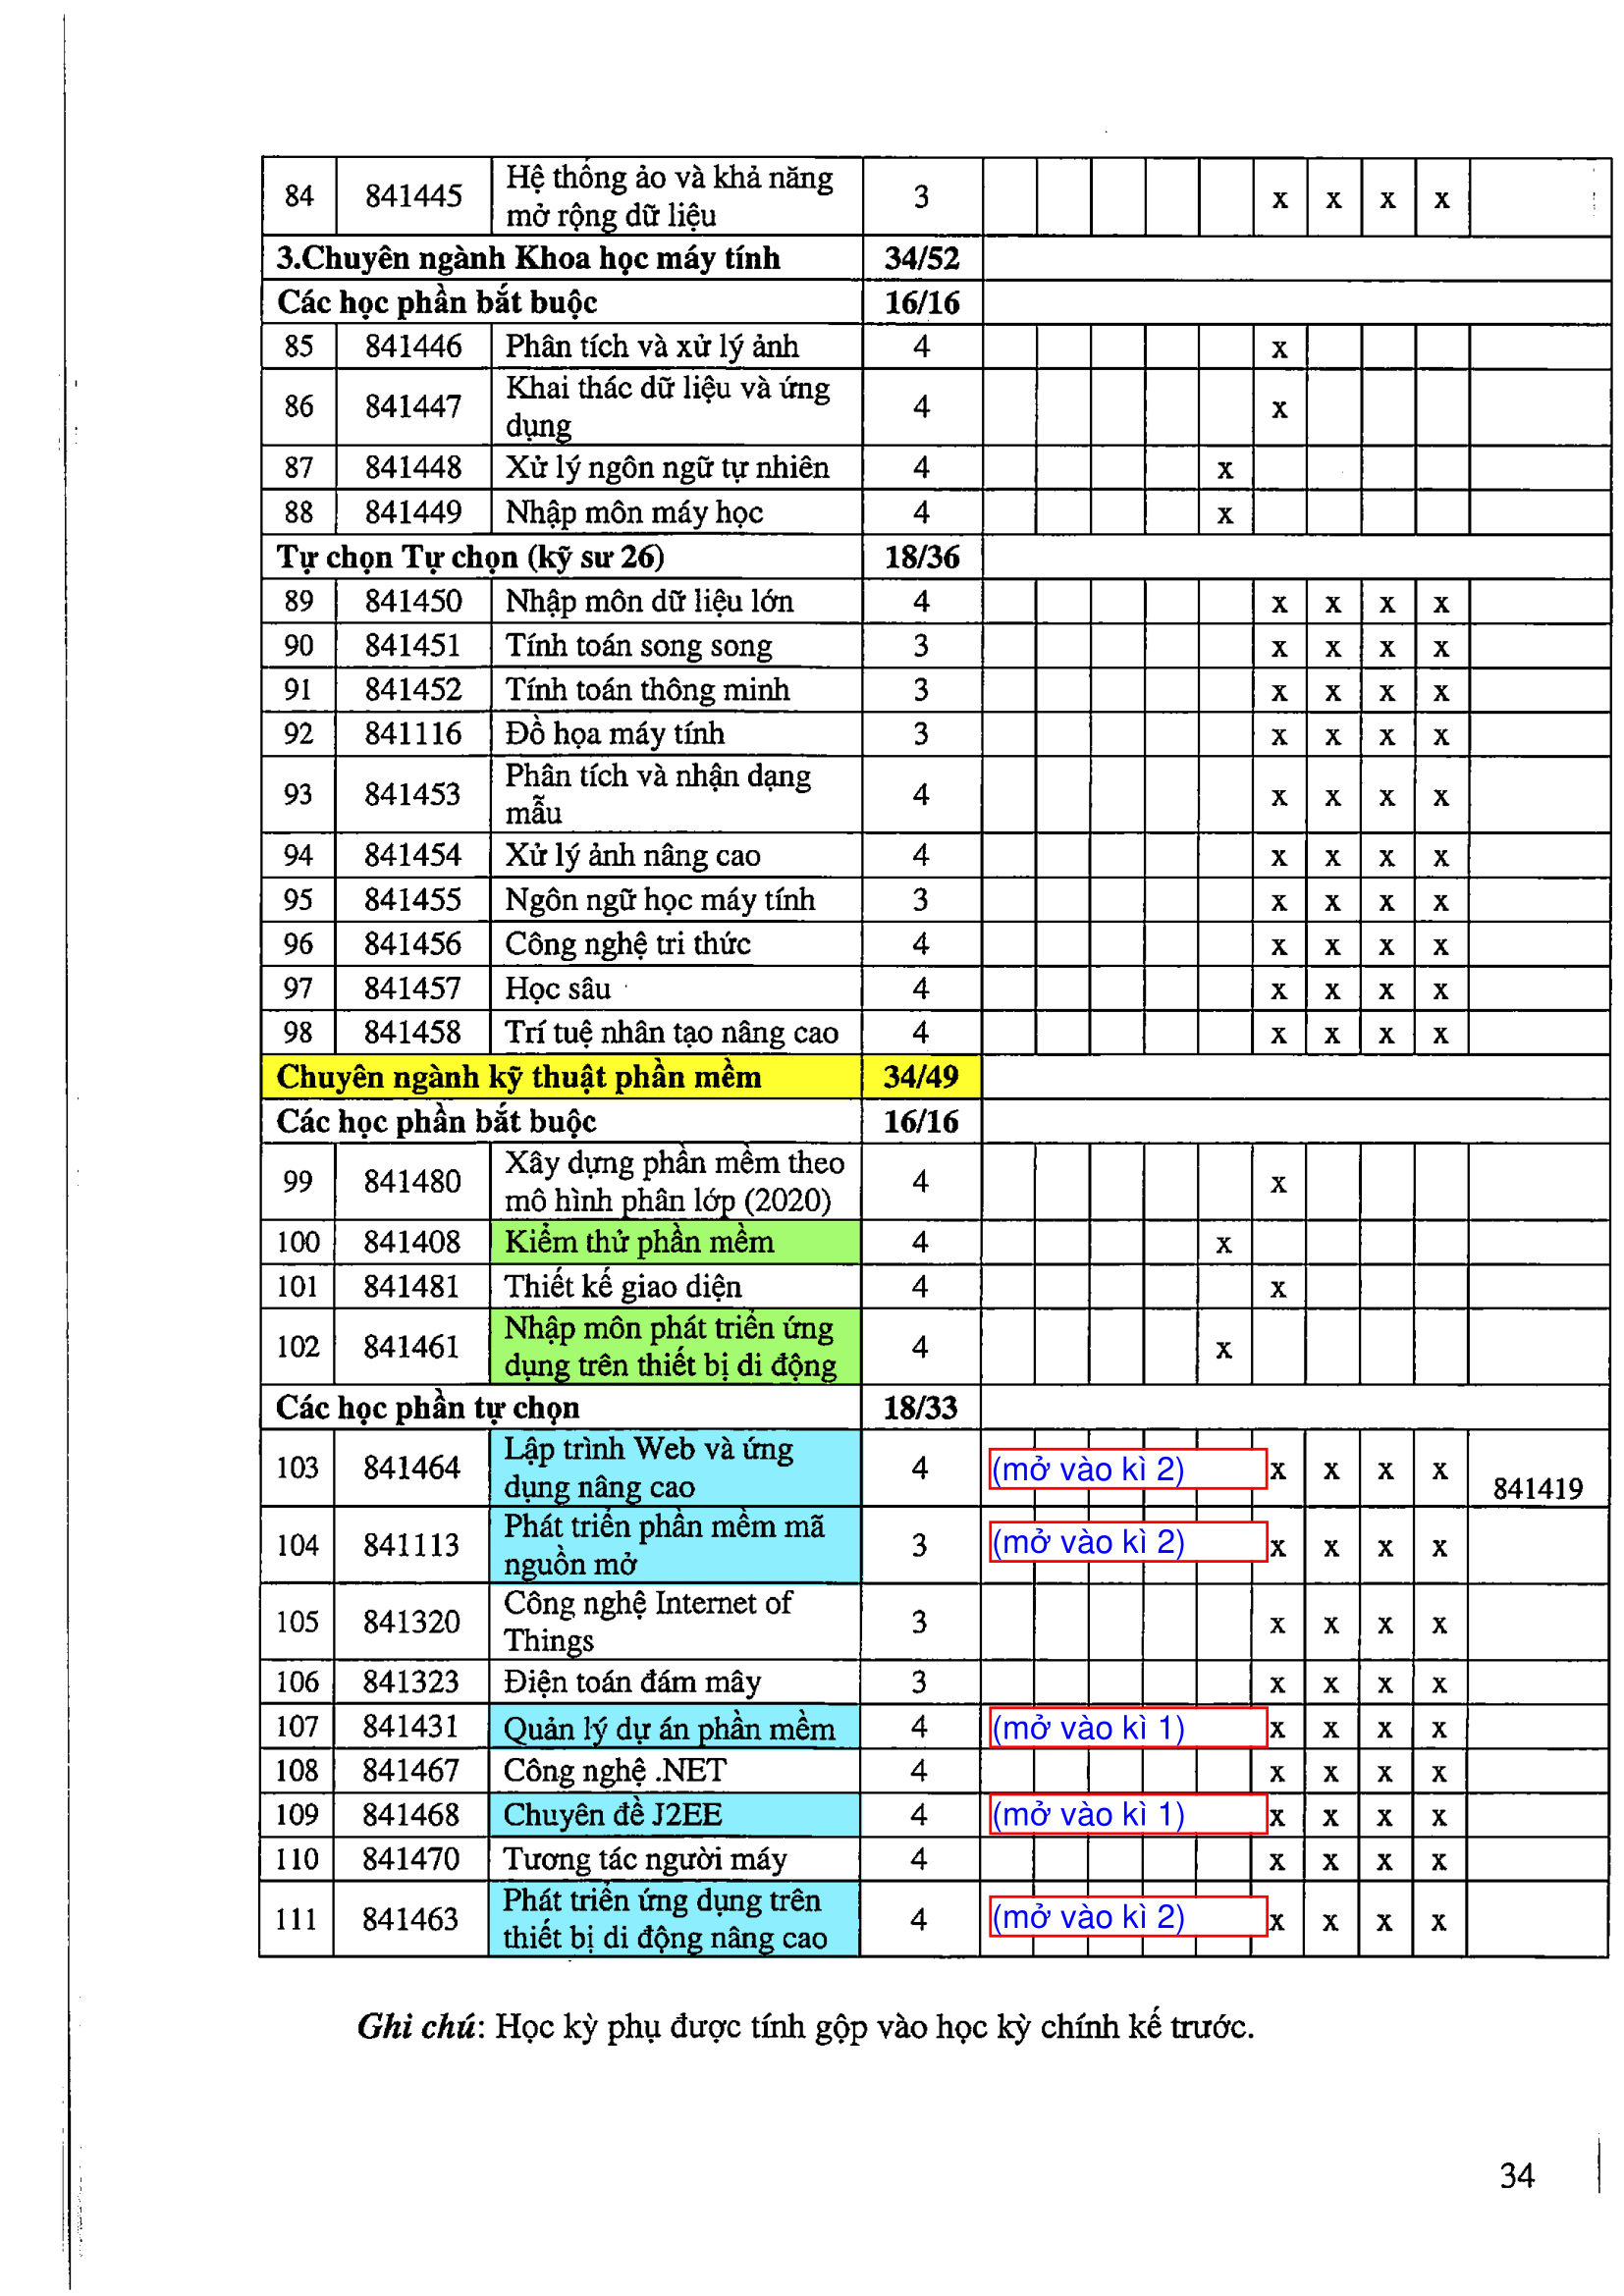 84 841445 Hệ thống ảo và khả năng mở rộng dữ liệu 3 x x x x
3.Chuyên ngành Khoa học máy tính 34/52
Các học phần bắt buộc 16/16
85 841446 Phân tích và xử lý ảnh 4 x
86 841447 Khai thác dữ liệu và ứng dụng 4 x
87 841448 Xử lý ngôn ngữ tự nhiên 4 x
88 841449 Nhập môn máy học 4 x
Tự chọn Tự chọn (kỹ sư 26) 18/36
89 841450 Nhập môn dữ liệu lớn 4 x x x x
90 841451 Tính toán song song 3 x x x x
91 841452 Tính toán thông minh 3 x x x x
92 841116 Đồ họa máy tính 3 x x x x
93 841453 Phân tích và nhận dạng mẫu 4 x x x x
94 841454 Xử lý ảnh nâng cao 4 x x x x
95 841455 Ngôn ngữ học máy tính 3 x x x x
96 841456 Công nghệ tri thức 4 x x x x
97 841457 Học sâu 4 x x x x
98 841458 Trí tuệ nhân tạo nâng cao 4 x x x x
Chuyên ngành kỹ thuật phần mềm 34/49
Các học phần bắt buộc 16/16
99 841480 Xây dựng phần mềm theo mô hình phân lớp (2020) 4 x
100 841408 Kiểm thử phần mềm 4 x
101 841481 Thiết kế giao diện 4 x
102 841461 Nhập môn phát triển ứng dụng trên thiết bị di động 4 x
Các học phần tự chọn 18/33
103 841464 Lập trình Web và ứng dụng nâng cao 4 (mở vào kì 2) x x x x 841419
104 841113 Phát triển phần mềm mã nguồn mở 3 (mở vào kì 2) x x x x
105 841320 Công nghệ Internet of Things 3 x x x x
106 841323 Điện toán đám mây 3 x x x x
107 841431 Quản lý dự án phần mềm 4 (mở vào kì 1) x x x x
108 841467 Công nghệ .NET 4 x x x x
109 841468 Chuyên đề J2EE 4 (mở vào kì 1) x x x x
110 841470 Tương tác người máy 4 x x x x
111 841463 Phát triển ứng dụng trên thiết bị di động nâng cao 4 (mở vào kì 2) x x x x
Ghi chú: Học kỳ phụ được tính gộp vào học kỳ chính kế trước.
34